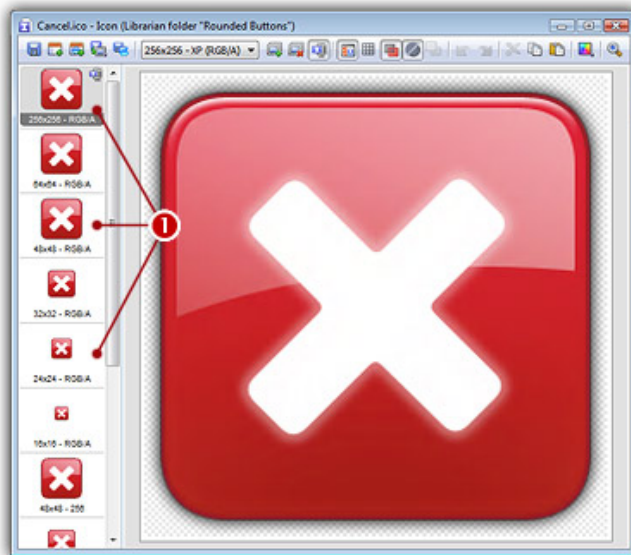 Cancel.ico - Icon (Librarian folder "Rounded Buttons")
256x256 - XP (RGB/A)
256x256 - RGB/A
64x64 - RGB/A
48x48 - RGB/A
1
32x32 - RGB/A
24x24 - RGB/A
16x16 - RGB/A
48x48 - 256